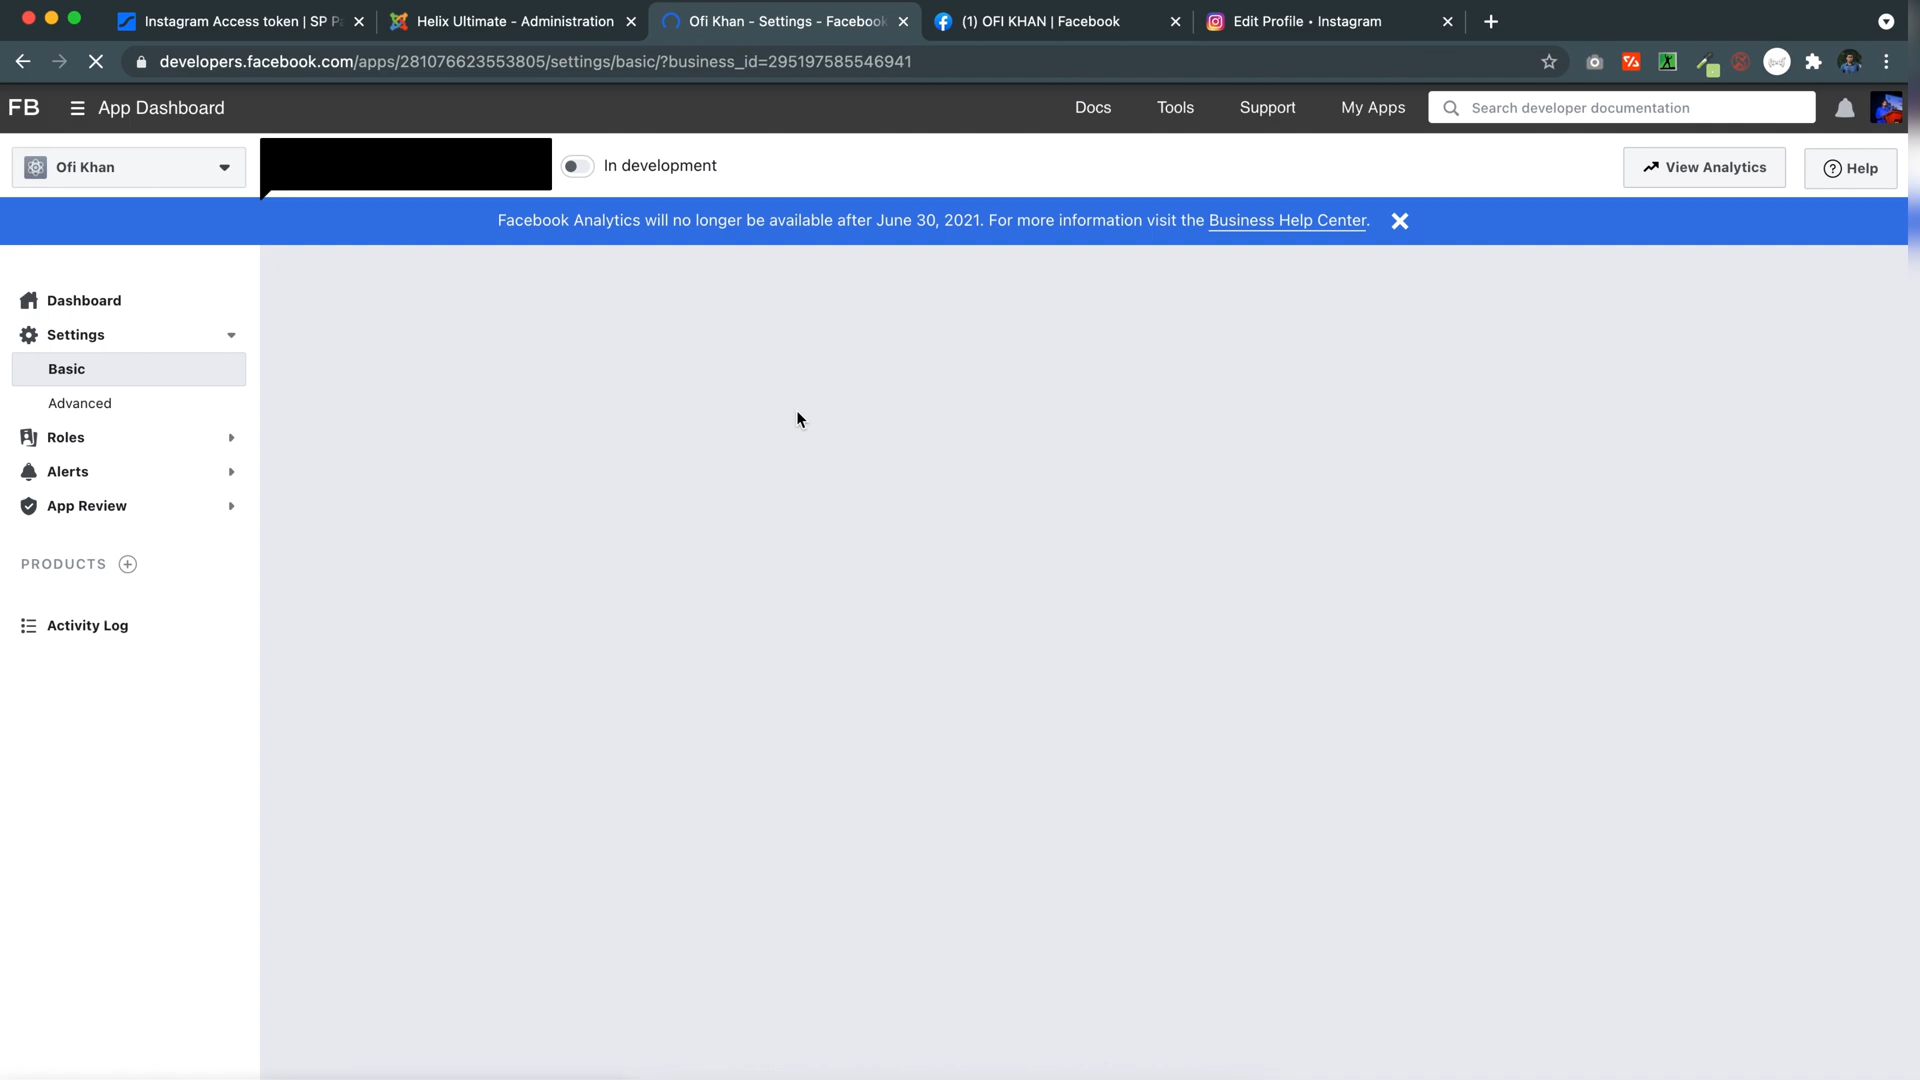 Instagram Access token | SP P
Helix Ultimate - Administration
Ofi Khan - Settings - Facebook
(1) OFI KHAN | Facebook
Edit Profile • Instagram
developers.facebook.com/apps/281076623553805/settings/basic/?business_id=295197585546941
FB
App Dashboard
Docs
Tools
Support
My Apps
Search developer documentation
Ofi Khan
In development
View Analytics
Help
Facebook Analytics will no longer be available after June 30, 2021. For more information visit the Business Help Center.
Dashboard
Settings
Basic
Advanced
Roles
Alerts
App Review
PRODUCTS
Activity Log